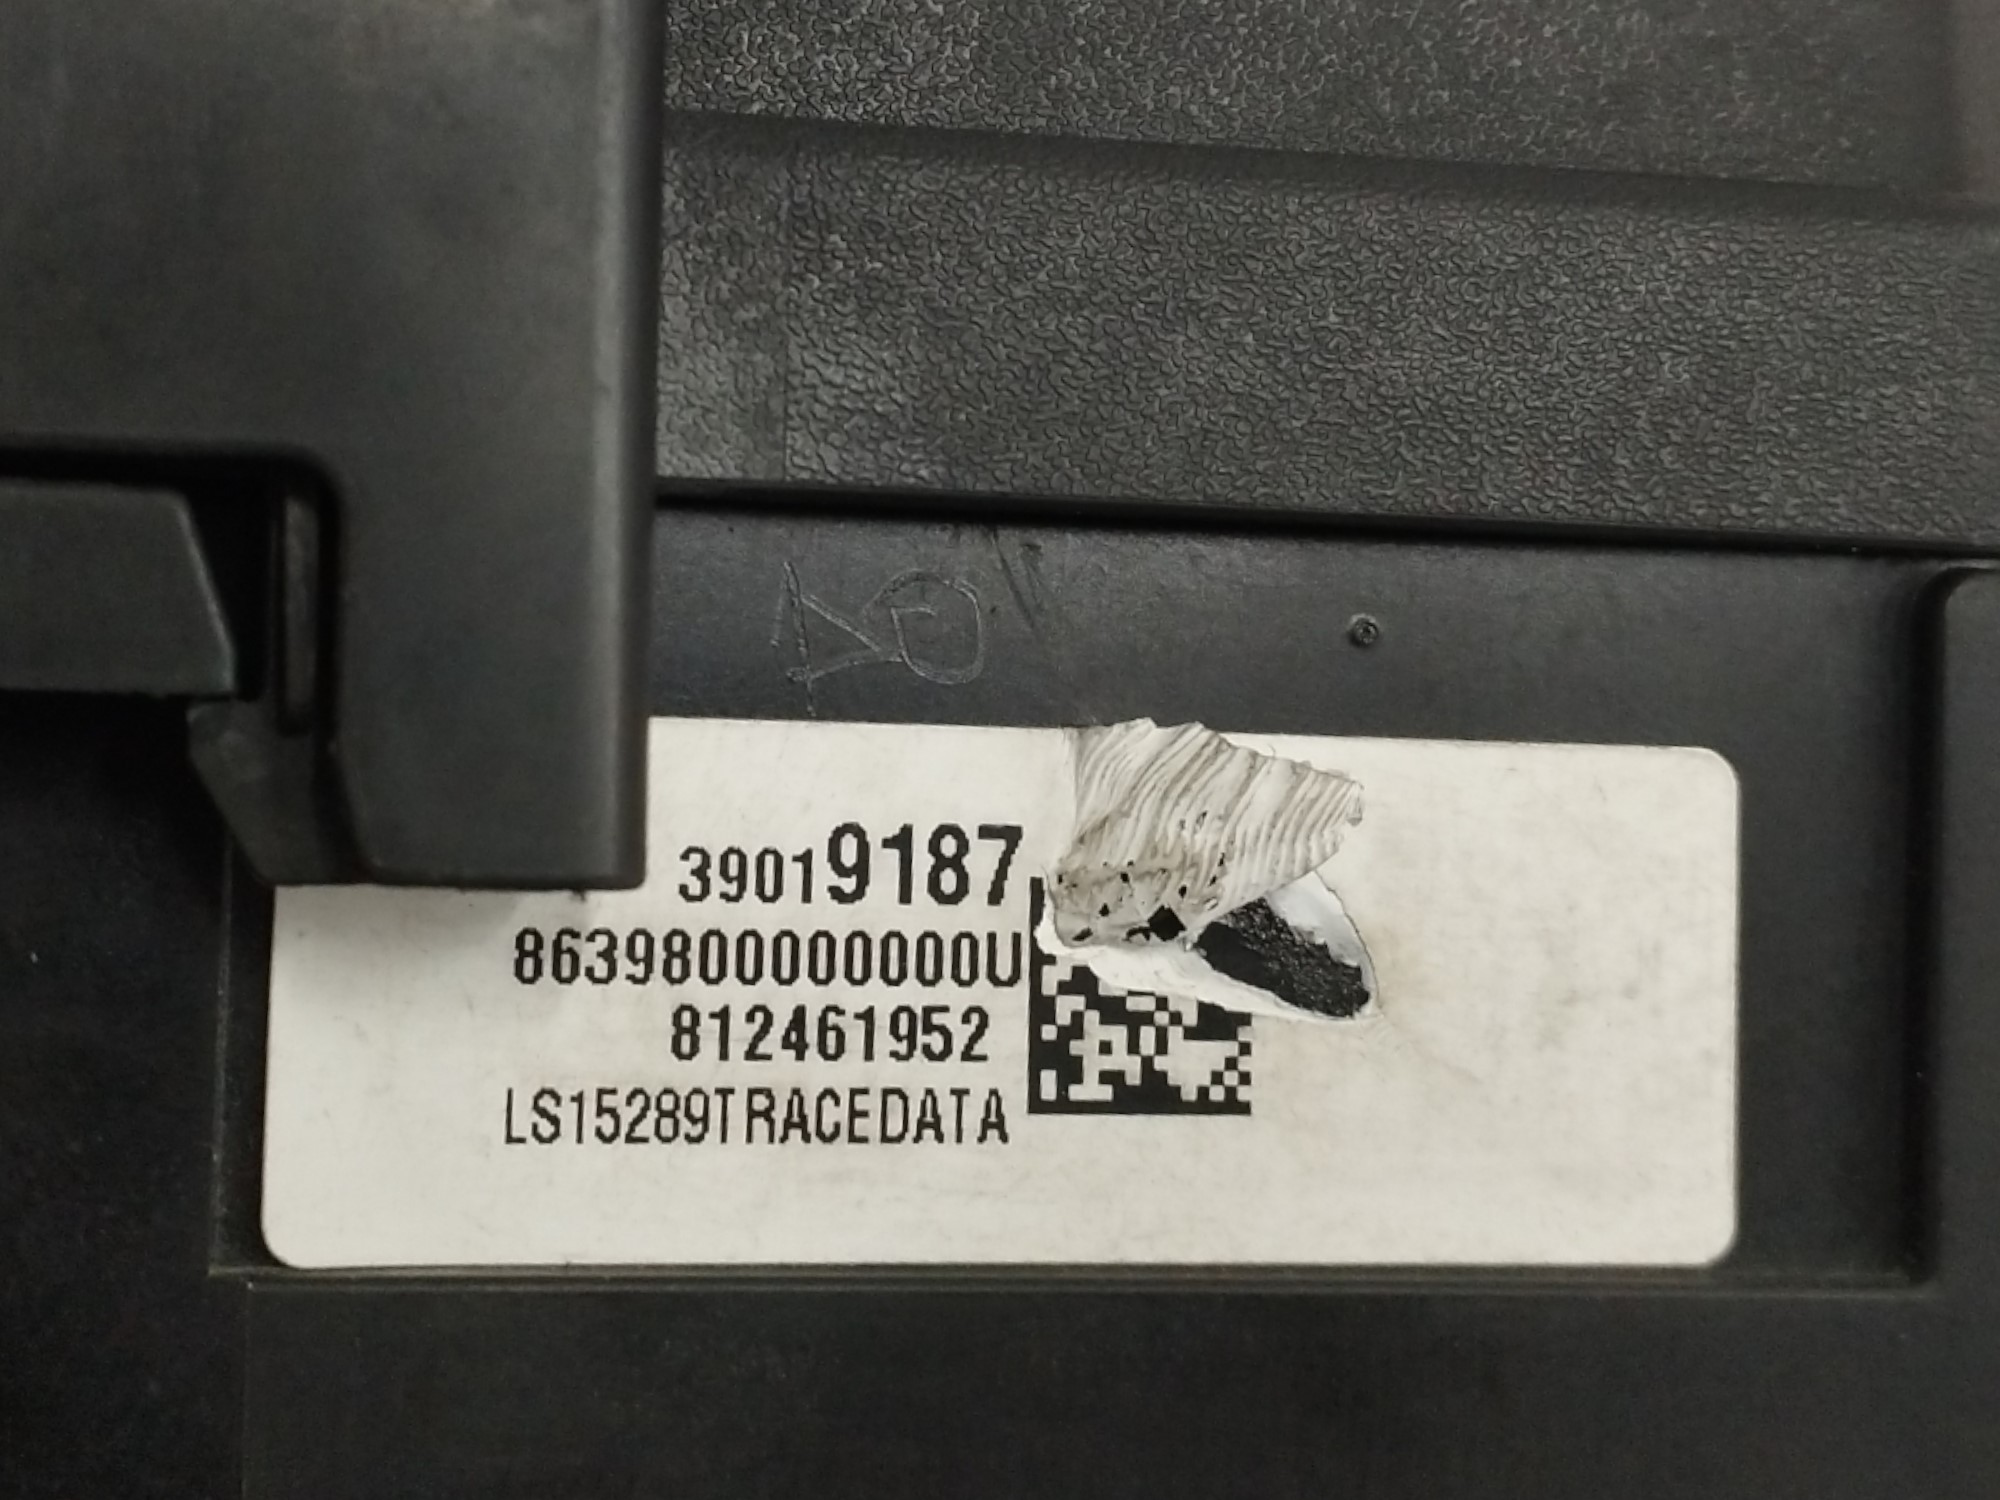 39019187
8639800000000U
812461952
LS15289TRACEDATA